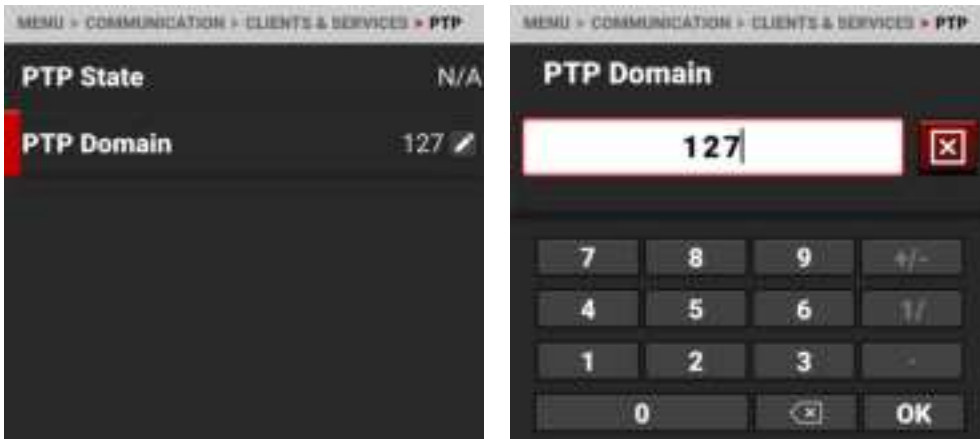 MENU > COMMUNICATION > CLIENTS & SERVICES > PTP
PTP State N/A
PTP Domain 127
MENU > COMMUNICATION > CLIENTS & SERVICES > PTP
PTP Domain
127
7 8 9 +/-
4 5 6 1/
1 2 3
0 OK